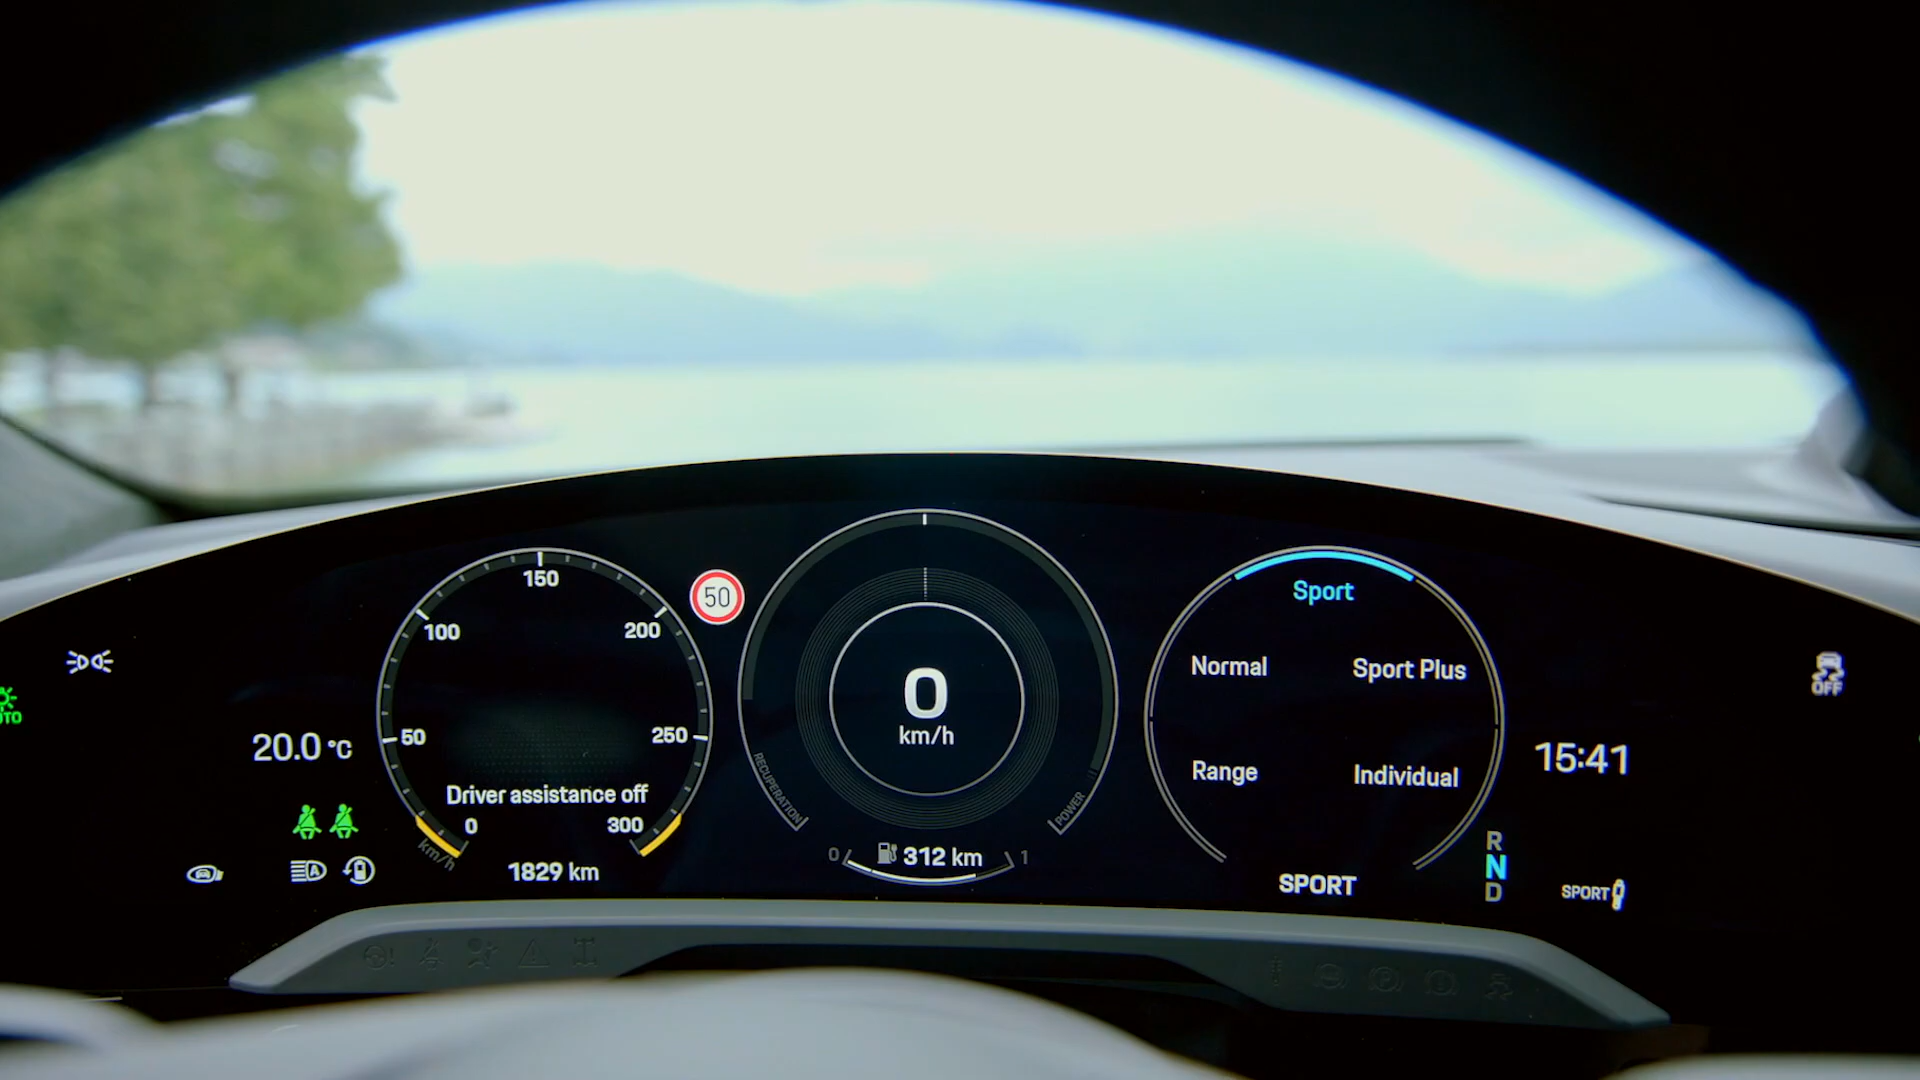 AUTO
20.0 °C
A
50
100
150
200
250
0
300
km/h
Driver assistance off
1829 km
50
0
km/h
RECUPERATION
POWER
0
312 km
1
Sport
Normal
Sport Plus
Range
Individual
SPORT
15:41
R
N
D
SPORT
OFF